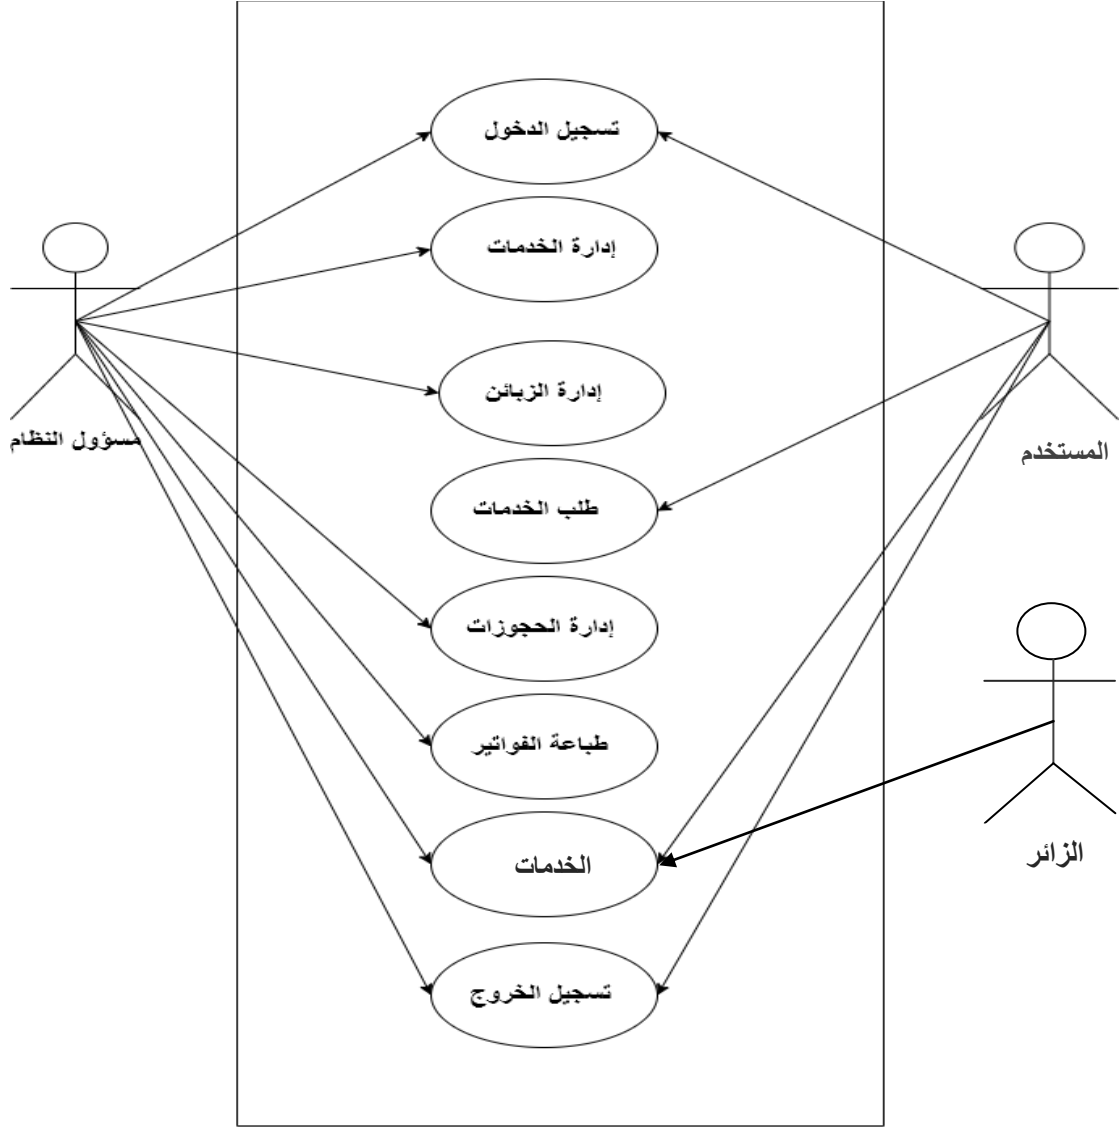 تسجيل الدخول
إدارة الخدمات
إدارة الزبائن
مسؤول النظام
المستخدم
طلب الخدمات
إدارة الحجوزات
طباعة الفواتير
الخدمات
الزائر
تسجيل الخروج